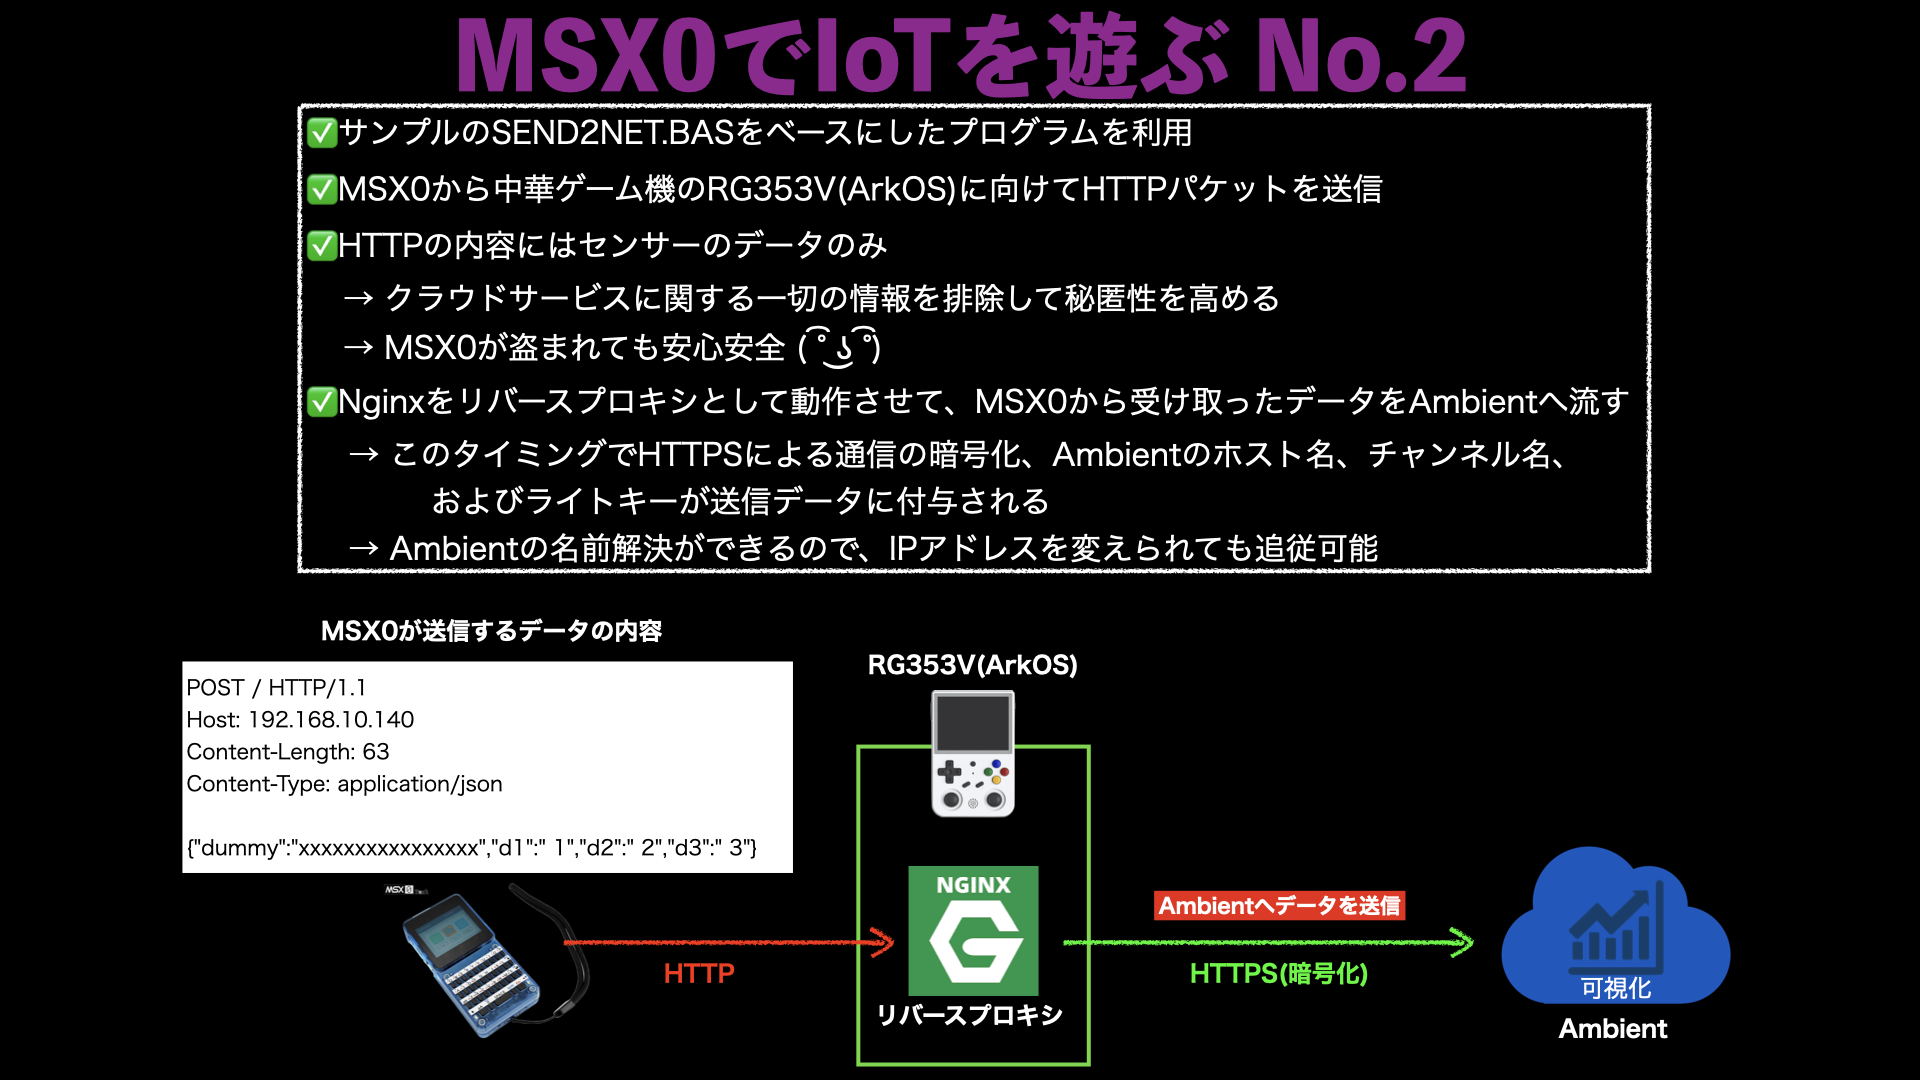 MSX0でIoTを遊ぶ No.2
✅サンプルのSEND2NET.BASをベースにしたプログラムを利用
✅MSX0から中華ゲーム機のRG353V(ArkOS)に向けてHTTPパケットを送信
✅HTTPの内容にはセンサーのデータのみ
→ クラウドサービスに関する一切の情報を排除して秘匿性を高める
→ MSX0が盗まれても安心安全 ( ͡° ͜ʖ ͡°)
✅Nginxをリバースプロキシとして動作させて、MSX0から受け取ったデータをAmbientへ流す
→ このタイミングでHTTPSによる通信の暗号化、Ambientのホスト名、チャンネル名、
およびライトキーが送信データに付与される
→ Ambientの名前解決ができるので、IPアドレスを変えられても追従可能
MSX0が送信するデータの内容
POST / HTTP/1.1
Host: 192.168.10.140
Content-Length: 63
Content-Type: application/json
{"dummy":"xxxxxxxxxxxxxxxx","d1":" 1","d2":" 2","d3":" 3"}
RG353V(ArkOS)
MSX0
NGINX
リバースプロキシ
HTTP
Ambientへデータを送信
HTTPS(暗号化)
可視化
Ambient